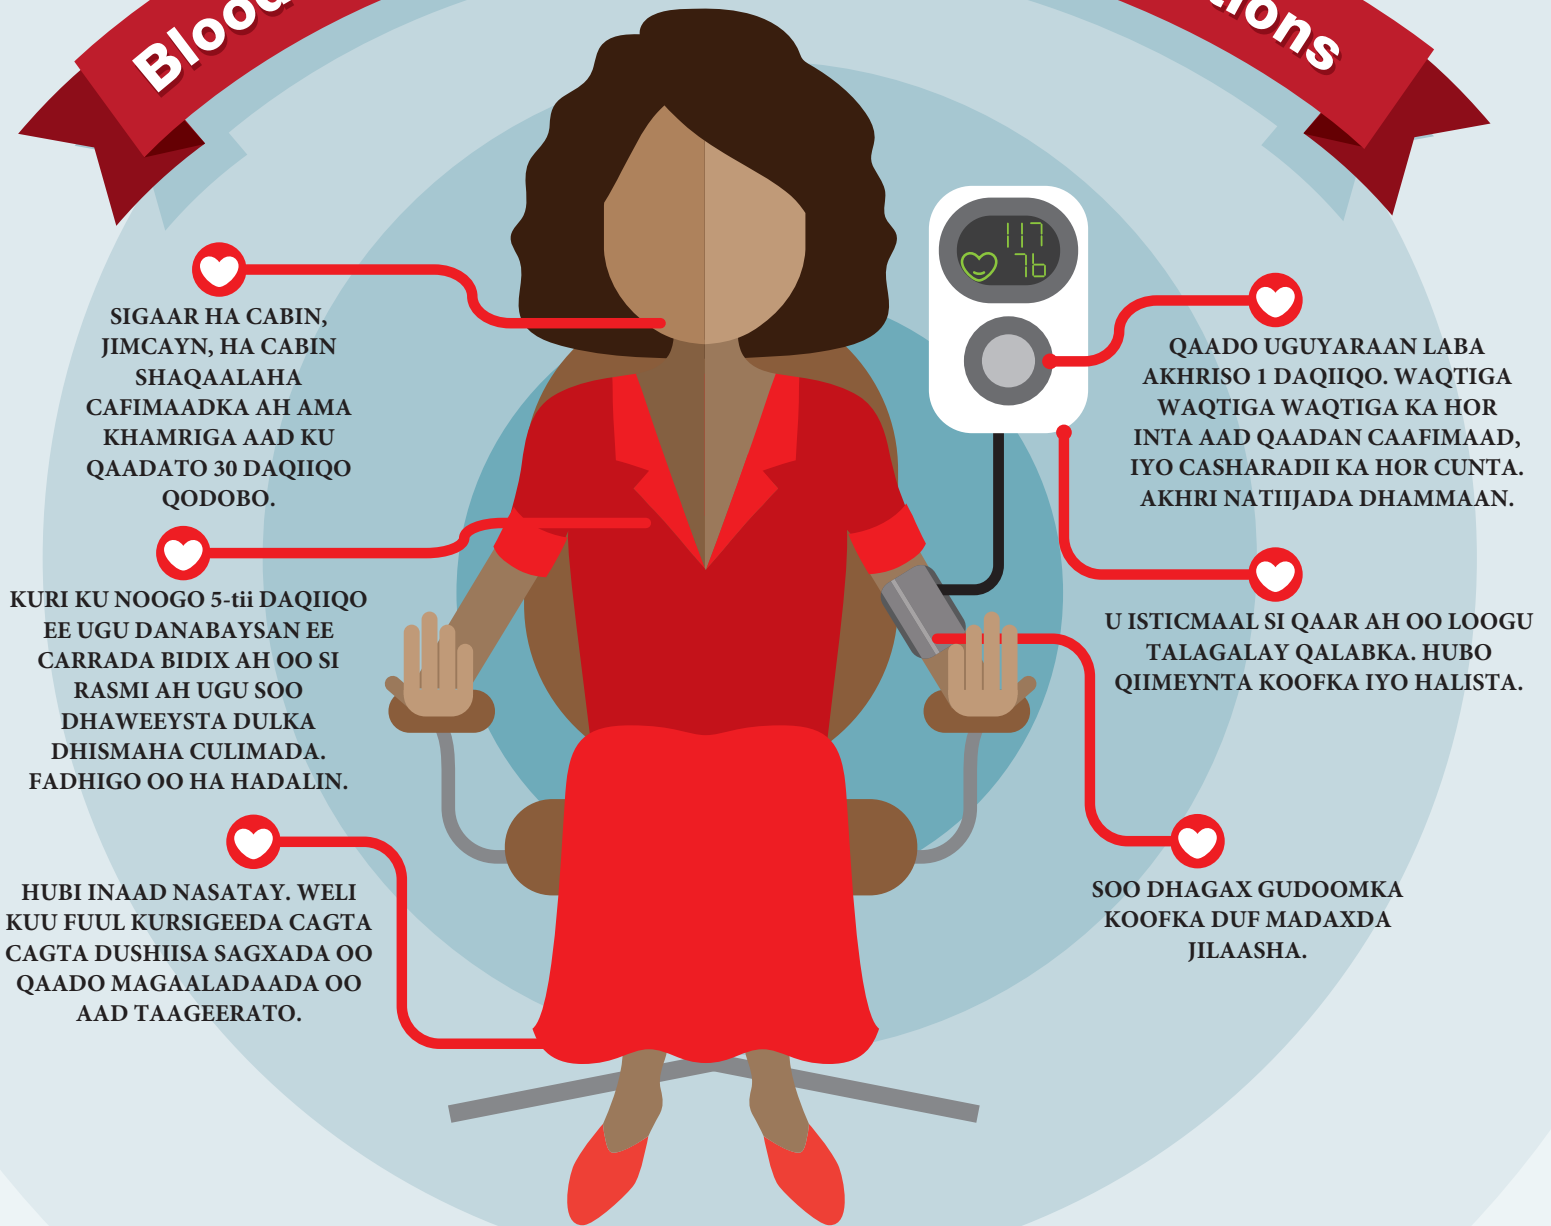 Blood
tions
117
76
SIGAAR HA CABIN,
JIMCAYN, HA CABIN
SHAQAALAHA
CAFIMAADKA AH AMA
KHAMRIGA AAD KU
QAADATO 30 DAQIIQO
QODOBO.
KURI KU NOOGO 5-tii DAQIIQO
EE UGU DANABAYSAN EE
CARRADA BIDIX AH OO SI
RASMI AH UGU SOO
DHAWEEYSTA DULKA
DHISMAHA CULIMADA.
FADHIGO OO HA HADALIN.
HUBI INAAD NASATAY. WELI
KUU FUUL KURSIGEEDA CAGTA
CAGTA DUSHIISA SAGXADA OO
QAADO MAGAALADAADA OO
AAD TAAGEERATO.
QAADO UGUYARAAN LABA
AKHRISO 1 DAQIIQO. WAQTIGA
WAQTIGA WAQTIGA KA HOR
INTA AAD QAADAN CAAFIMAAD,
IYO CASHARADII KA HOR CUNTA.
AKHRI NATIIJADA DHAMMAAN.
U ISTICMAAL SI QAAR AH OO LOOGU
TALAGALAY QALABKA. HUBO
QIIMEYNTA KOOFKA IYO HALISTA.
SOO DHAGAX GUDOOMKA
KOOFKA DUF MADAXDA
JILAASHA.